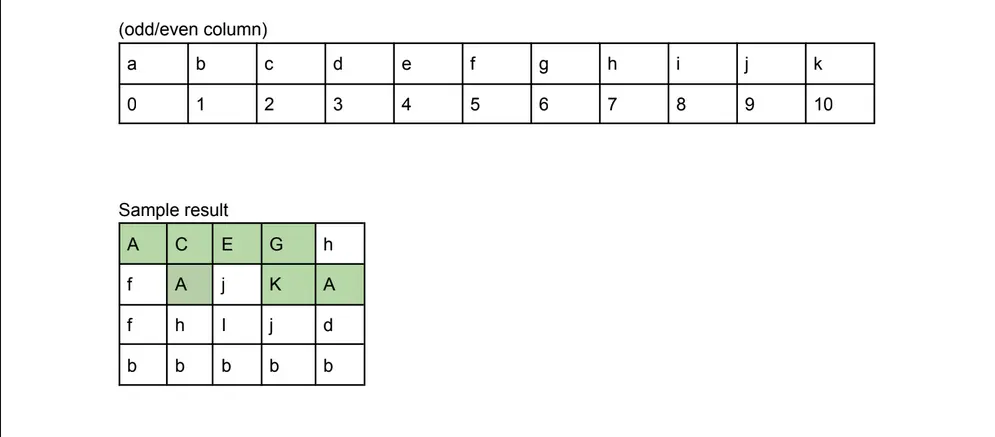 (odd/even column)
a b c d e f g h i j k
0 1 2 3 4 5 6 7 8 9 10
Sample result
A C E G h
f A j K A
f h l j d
b b b b b